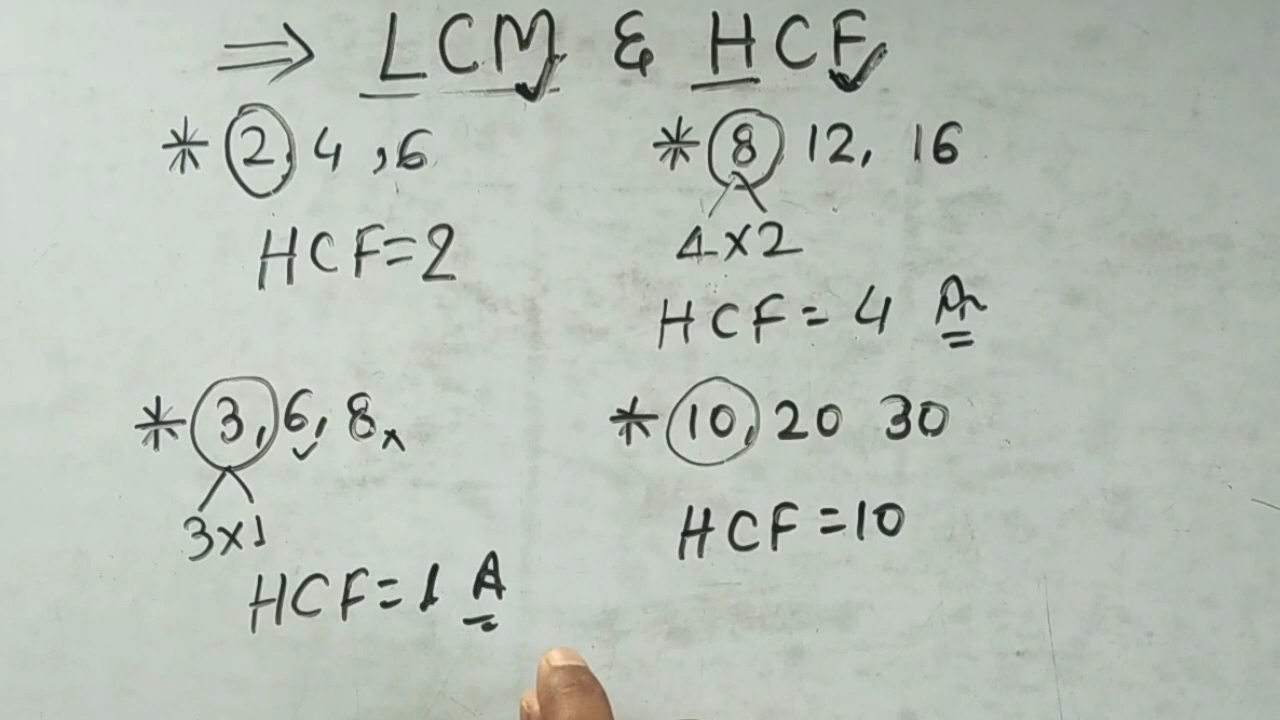 ⇒ LCM & HCF
* 2, 4, 6
HCF=2
* 8 12, 16
4×2
HCF=4
* 3, 6, 8
3×1
HCF=1 A
* 10, 20 30
HCF=10